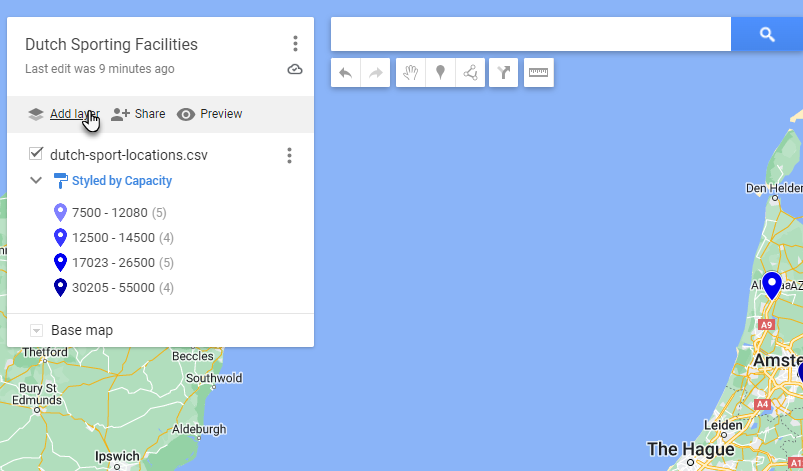 Dutch Sporting Facilities
Last edit was 9 minutes ago
Add layer
Share
Preview
dutch-sport-locations.csv
Styled by Capacity
7500 - 12080 (5)
12500 - 14500 (4)
17023 - 26500 (5)
30205 - 55000 (4)
Base map
Thetford
Beccles
Bury St
Edmunds
Southwold
Aldeburgh
Ipswich
Den Helder
A9
Amste
A4
Leiden
The Hague
A1